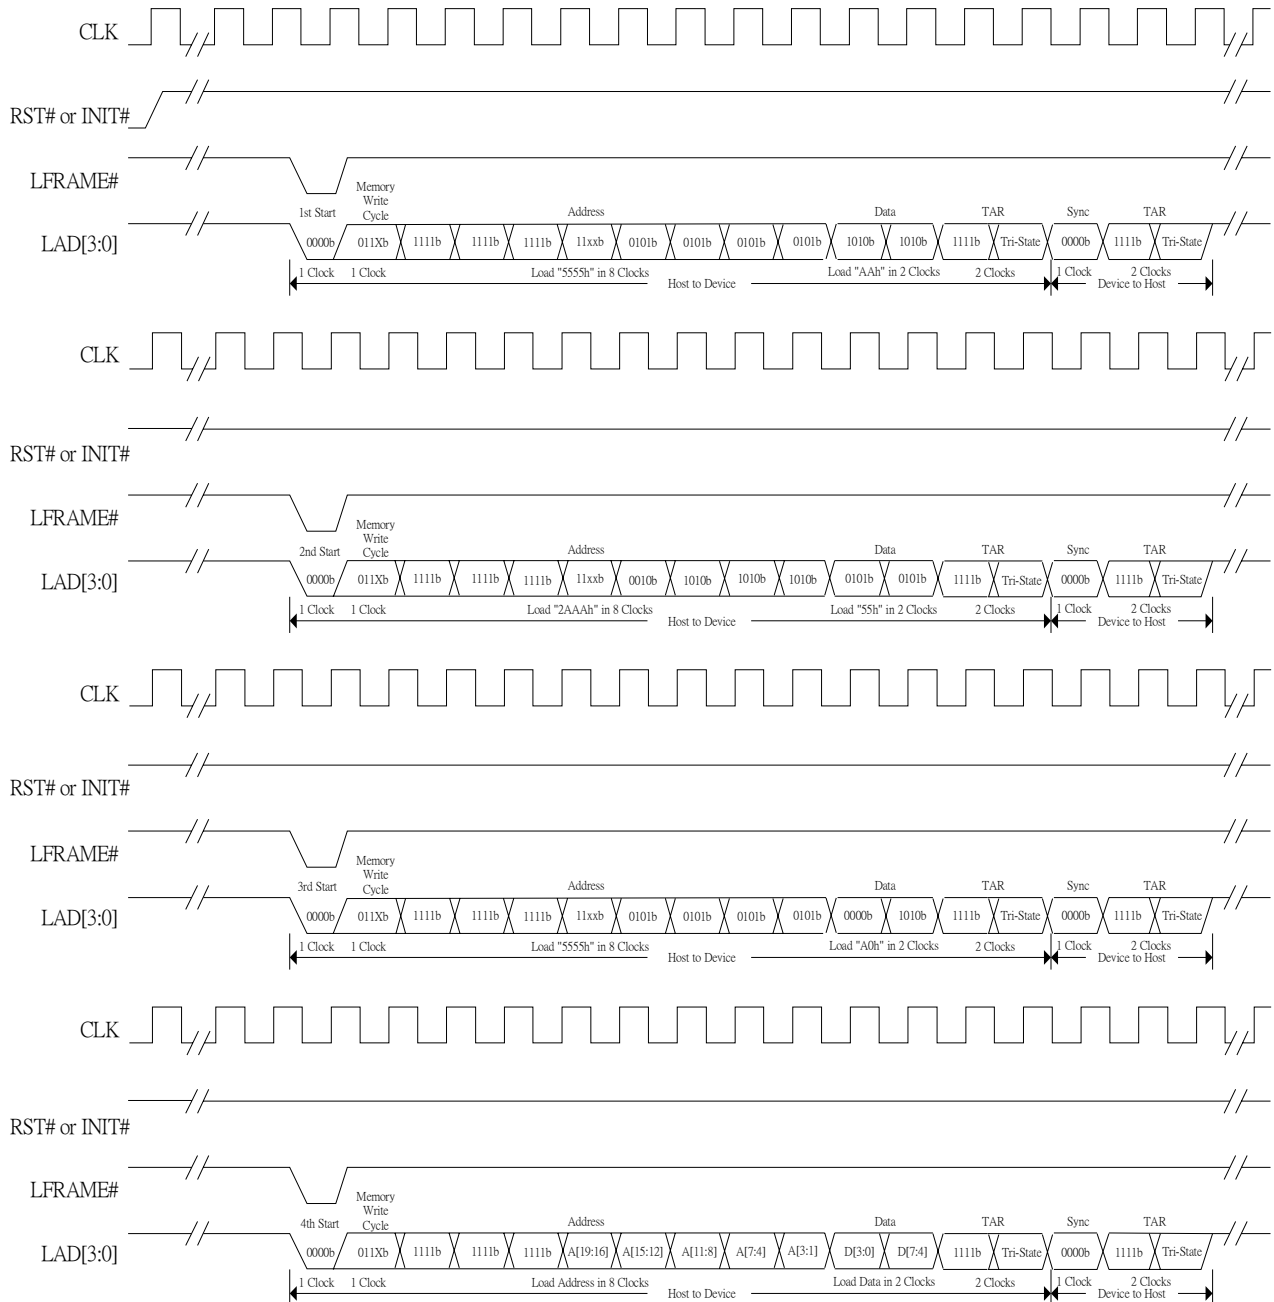 CLK
RST# or INIT#
LFRAME#
Memory
Write
Cycle
1st Start Address Data TAR Sync TAR
LAD[3:0] 0000b 011Xb 1111b 1111b 1111b 11xxb 0101b 0101b 0101b 0101b 1010b 1010b 1111b Tri-State 0000b 1111b Tri-State
1 Clock 1 Clock Load "5555h" in 8 Clocks Load "AAh" in 2 Clocks 2 Clocks 1 Clock 2 Clocks
Host to Device Device to Host
CLK
RST# or INIT#
LFRAME#
Memory
Write
Cycle
2nd Start Address Data TAR Sync TAR
LAD[3:0] 0000b 011Xb 1111b 1111b 1111b 11xxb 0010b 1010b 1010b 1010b 0101b 0101b 1111b Tri-State 0000b 1111b Tri-State
1 Clock 1 Clock Load "2AAAh" in 8 Clocks Load "55h" in 2 Clocks 2 Clocks 1 Clock 2 Clocks
Host to Device Device to Host
CLK
RST# or INIT#
LFRAME#
Memory
Write
Cycle
3rd Start Address Data TAR Sync TAR
LAD[3:0] 0000b 011Xb 1111b 1111b 1111b 11xxb 0101b 0101b 0101b 0101b 0000b 1010b 1111b Tri-State 0000b 1111b Tri-State
1 Clock 1 Clock Load "5555h" in 8 Clocks Load "A0h" in 2 Clocks 2 Clocks 1 Clock 2 Clocks
Host to Device Device to Host
CLK
RST# or INIT#
LFRAME#
Memory
Write
Cycle
4th Start Address Data TAR Sync TAR
LAD[3:0] 0000b 011Xb 1111b 1111b 1111b A[19:16] A[15:12] A[11:8] A[7:4] A[3:1] D[3:0] D[7:4] 1111b Tri-State 0000b 1111b Tri-State
1 Clock 1 Clock Load Address in 8 Clocks Load Data in 2 Clocks 2 Clocks 1 Clock 2 Clocks
Host to Device Device to Host